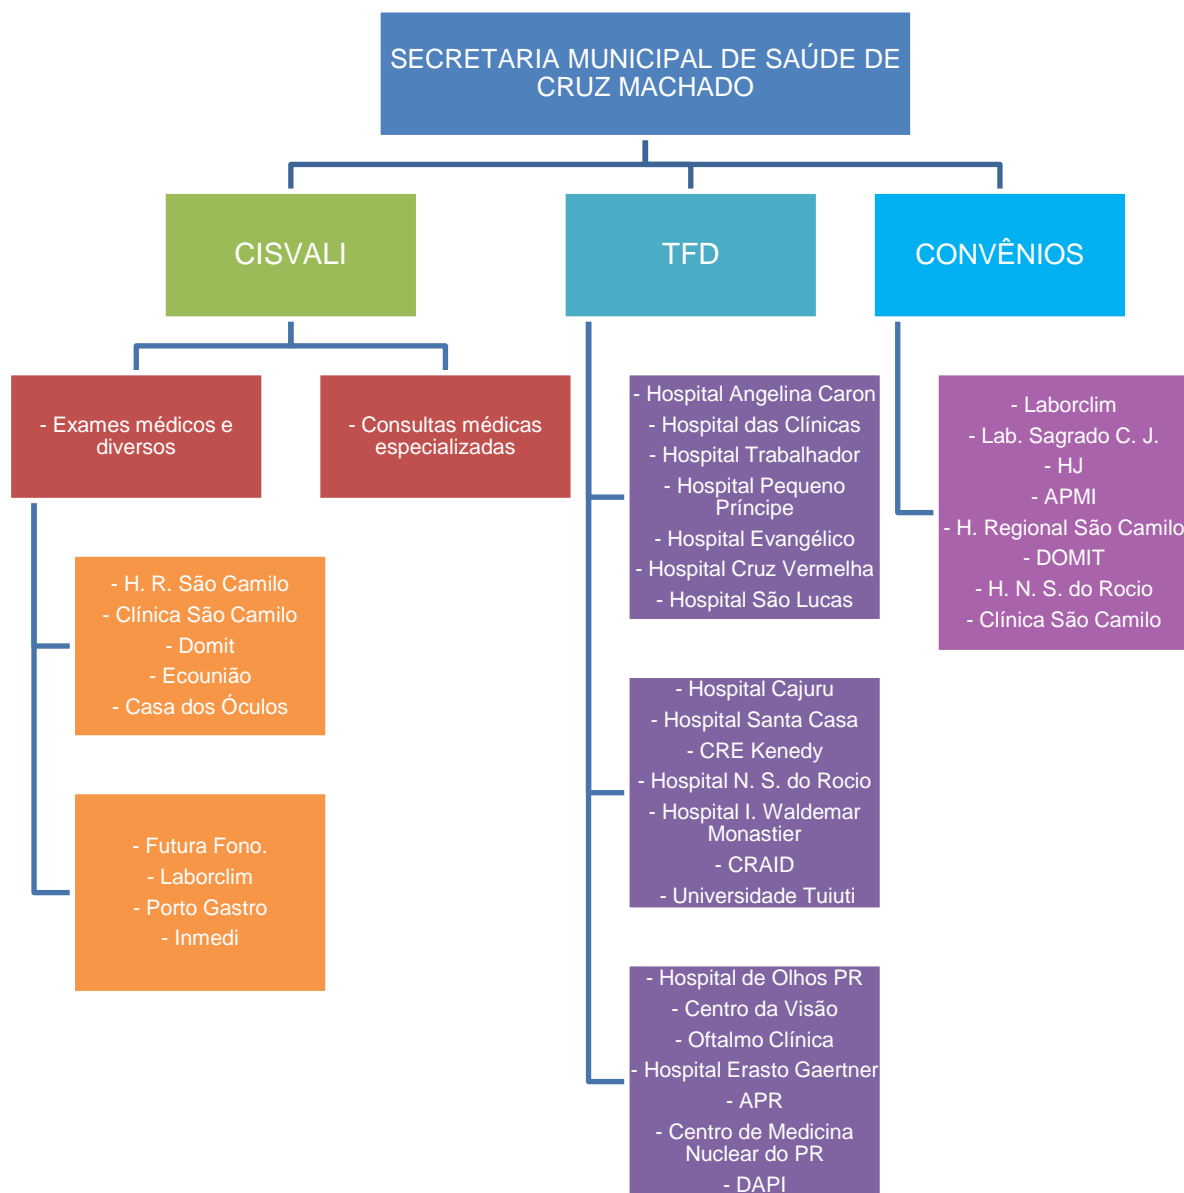 SECRETARIA MUNICIPAL DE SAÚDE DE
CRUZ MACHADO
CISVALI
TFD
CONVÊNIOS
- Exames médicos e
diversos
- Consultas médicas
especializadas
- H. R. São Camilo
- Clínica São Camilo
- Domit
- Ecounião
- Casa dos Óculos
- Futura Fono.
- Laborclim
- Porto Gastro
- Inmedi
- Hospital Angelina Caron
- Hospital das Clínicas
- Hospital Trabalhador
- Hospital Pequeno
Príncipe
- Hospital Evangélico
- Hospital Cruz Vermelha
- Hospital São Lucas
- Hospital Cajuru
- Hospital Santa Casa
- CRE Kenedy
- Hospital N. S. do Rocio
- Hospital I. Waldemar
Monastier
- CRAID
- Universidade Tuiuti
- Hospital de Olhos PR
- Centro da Visão
- Oftalmo Clínica
- Hospital Erasto Gaertner
- APR
- Centro de Medicina
Nuclear do PR
- DAPI
- Laborclim
- Lab. Sagrado C. J.
- HJ
- APMI
- H. Regional São Camilo
- DOMIT
- H. N. S. do Rocio
- Clínica São Camilo